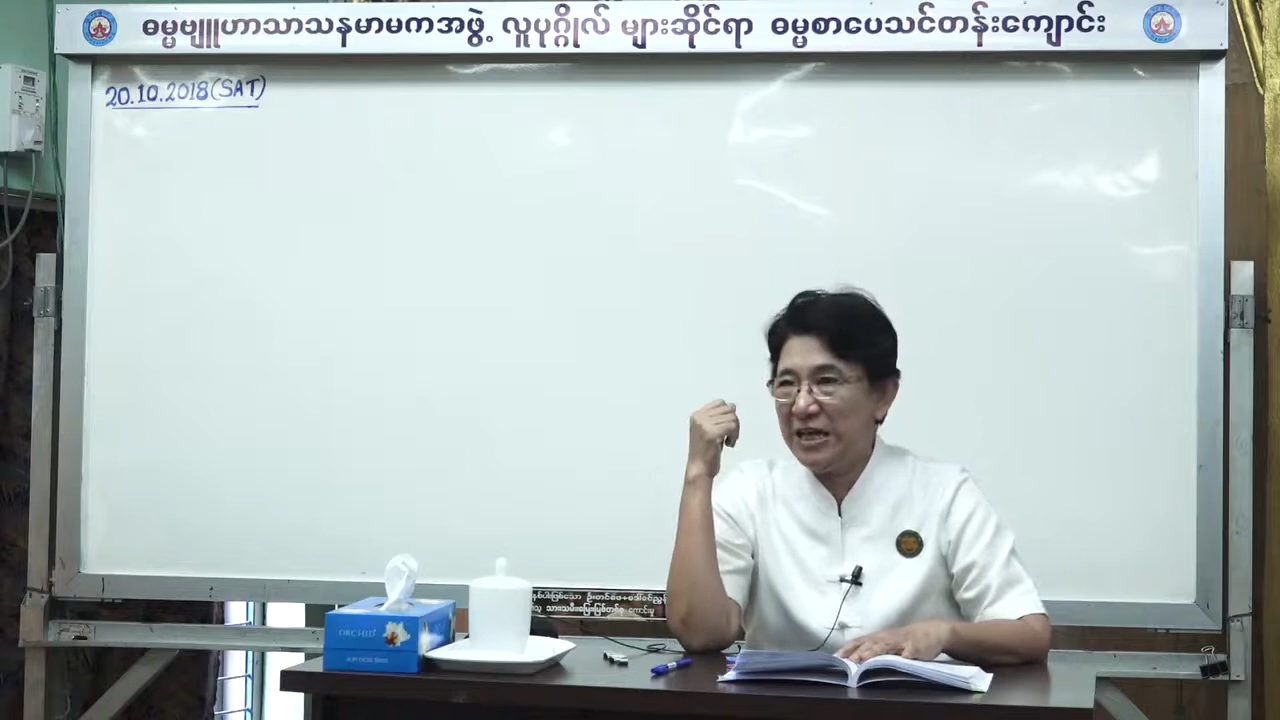 ဓမ္မဗျူဟာသာသနမာမကအဖွဲ့ လူပုဂ္ဂိုလ် များဆိုင်ရာ ဓမ္မစာပေသင်တန်းကျောင်း
20.10.2018(SAT)
ORCHID